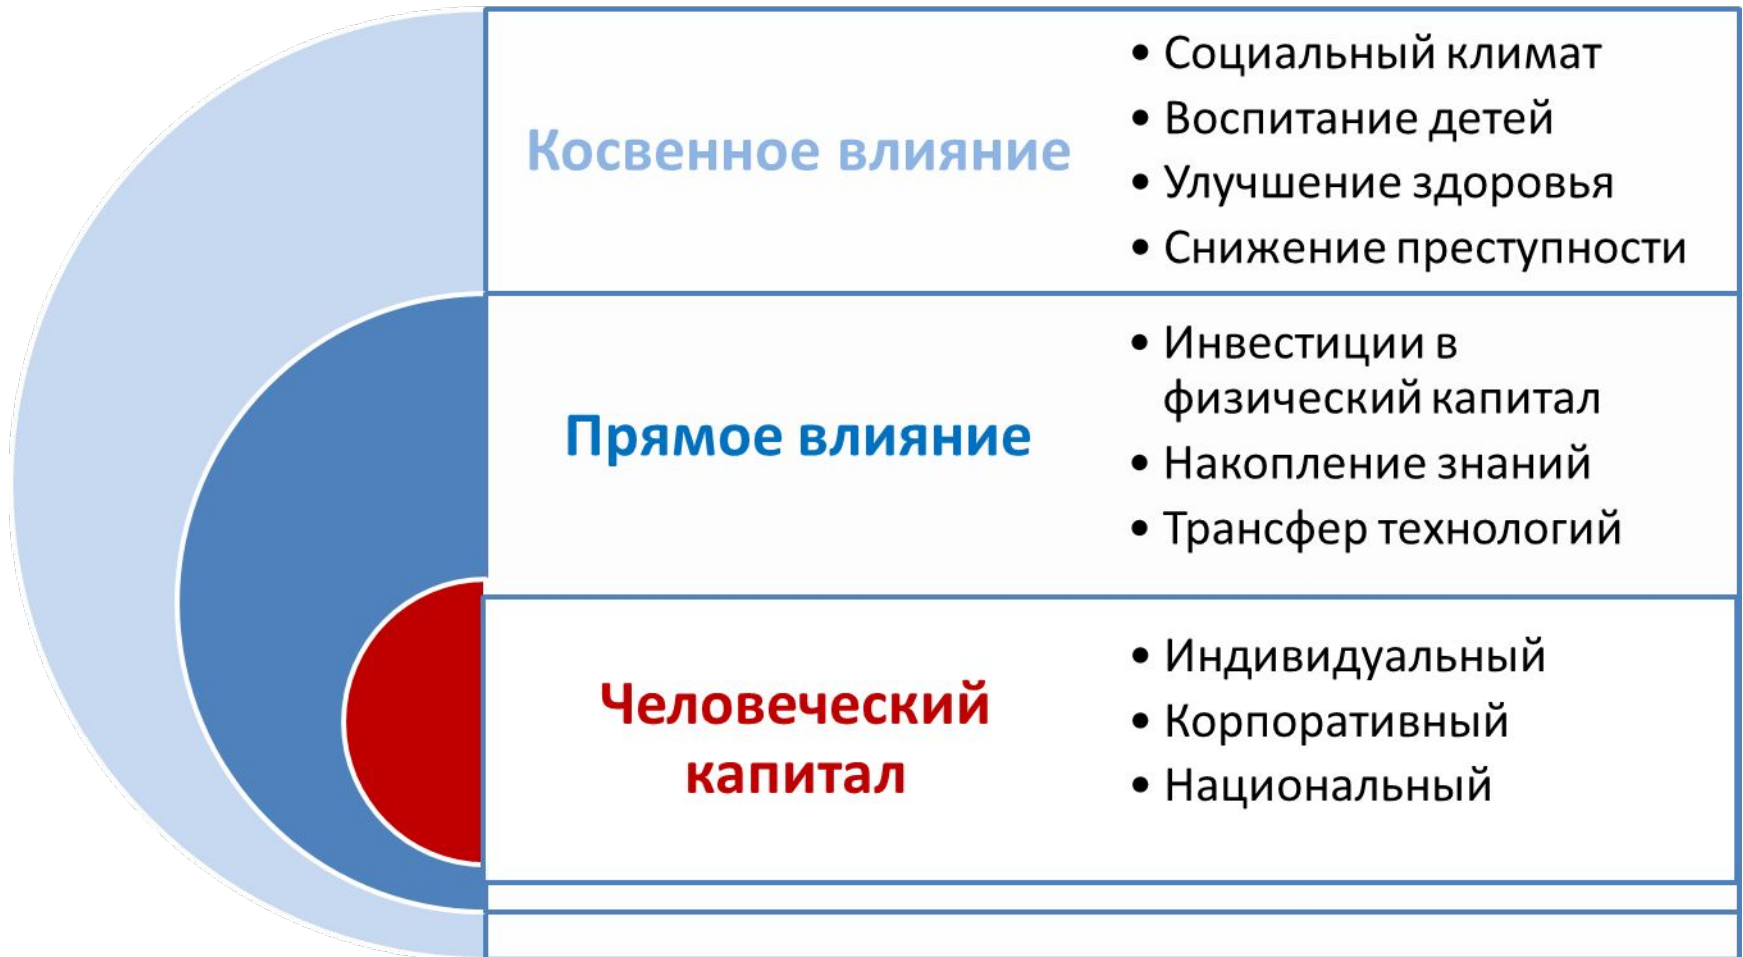 Косвенное влияние
• Социальный климат
• Воспитание детей
• Улучшение здоровья
• Снижение преступности
Прямое влияние
• Инвестиции в
физический капитал
• Накопление знаний
• Трансфер технологий
Человеческий
капитал
• Индивидуальный
• Корпоративный
• Национальный